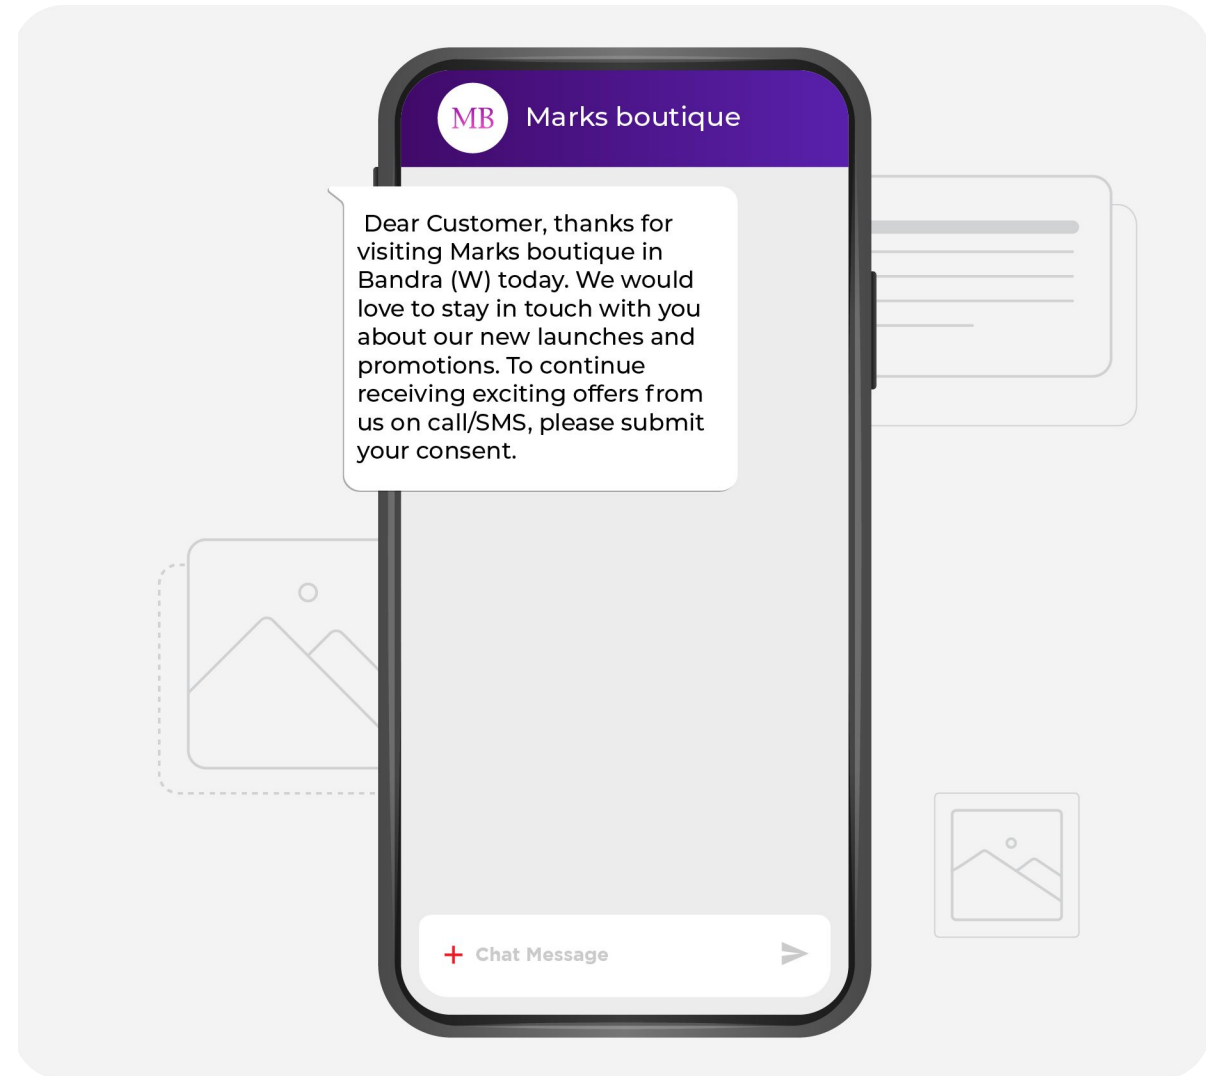 MB Marks boutique
Dear Customer, thanks for
visiting Marks boutique in
Bandra (W) today. We would
love to stay in touch with you
about our new launches and
promotions. To continue
receiving exciting offers from
us on call/SMS, please submit
your consent.
+ Chat Message